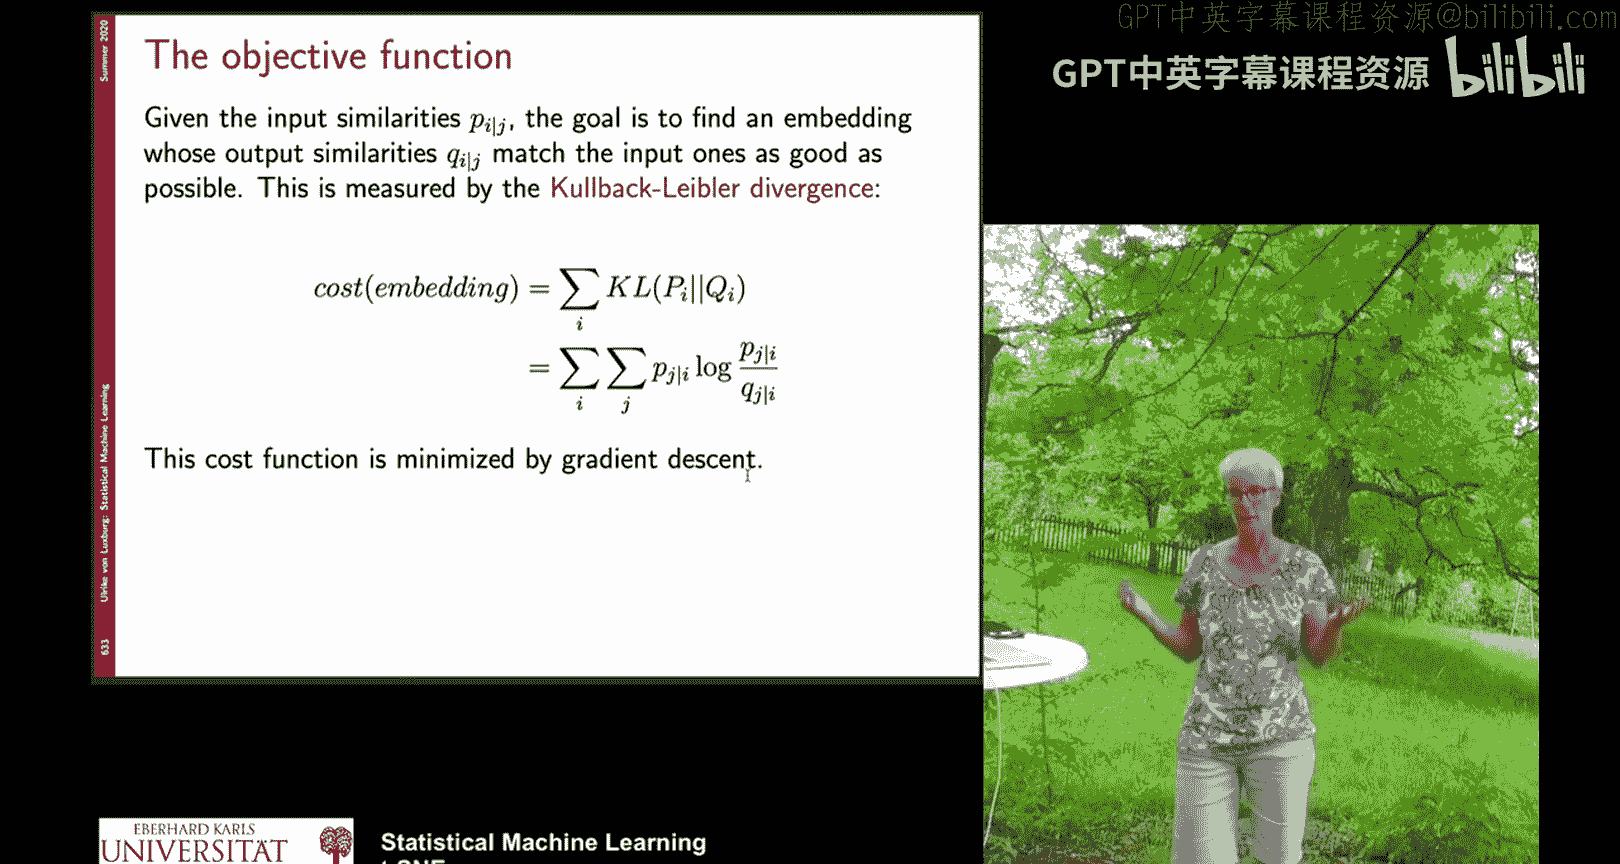 GPT中英字幕课程资源@bilibili.com
GPT中英字幕课程资源 bilibili
Summer 2020
Ulrike von Luxburg: Statistical Machine Learning
633
The objective function
Given the input similarities p_{i|j}, the goal is to find an embedding
whose output similarities q_{i|j} match the input ones as good as
possible. This is measured by the Kullback-Leibler divergence:
cost(embedding) = \sum_i KL(P_i||Q_i)
= \sum_i \sum_j p_{j|i} log \frac{p_{j|i}}{q_{j|i}}
This cost function is minimized by gradient descent.
EBERHARD KARLS
UNIVERSITÄT
Statistical Machine Learning
t-SNE